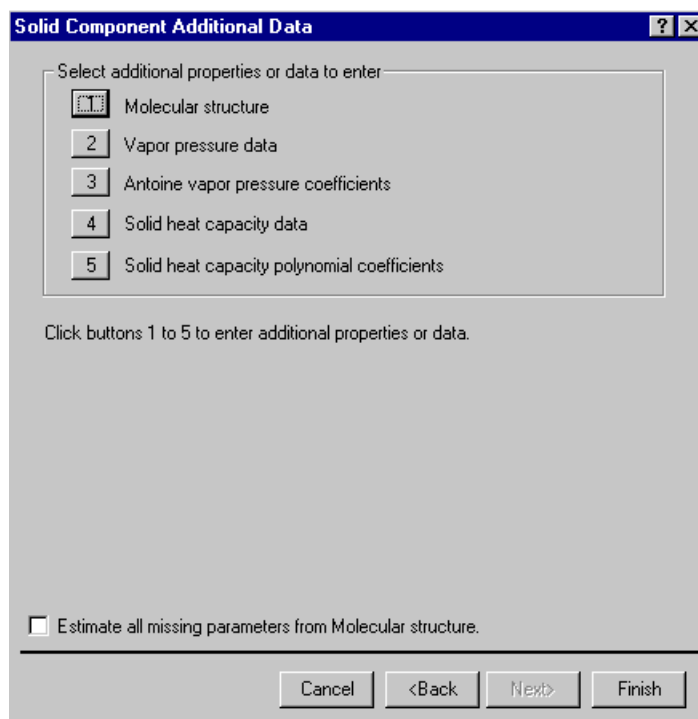 Solid Component Additional Data
Select additional properties or data to enter
1 Molecular structure
2 Vapor pressure data
3 Antoine vapor pressure coefficients
4 Solid heat capacity data
5 Solid heat capacity polynomial coefficients
Click buttons 1 to 5 to enter additional properties or data.
Estimate all missing parameters from Molecular structure.
Cancel <Back Next> Finish